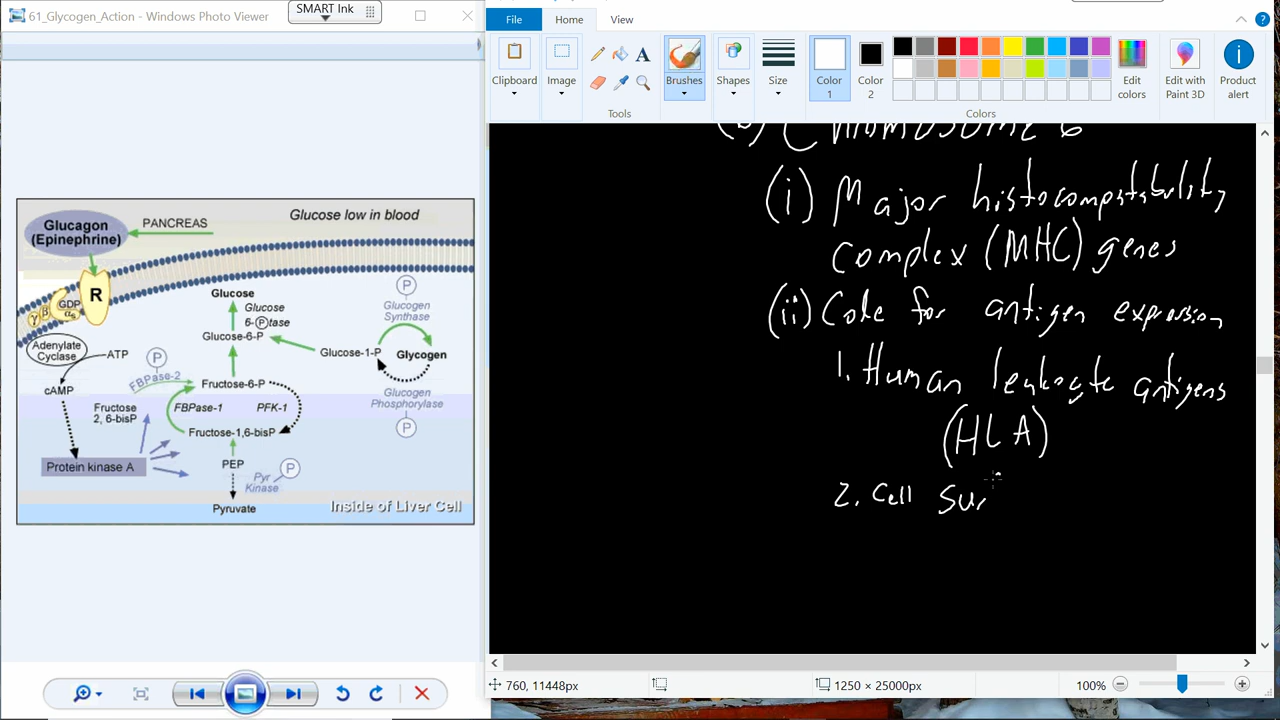 61_Glycogen_Action - Windows Photo Viewer
SMART Ink
File Home View
Clipboard
Image
Tools
Brushes
Shapes
Size
Color 1
Color 2
Colors
Edit colors
Edit with Paint 3D
Product alert
Glucagon (Epinephrine)
PANCREAS
Glucose low in blood
R
GDP
γ β αs
Adenylate Cyclase
ATP
cAMP
Protein kinase A
P
FBPase-2
Fructose 2, 6-bisP
Glucose
Glucose 6-Ptase
Glucose-6-P
Glucose-1-P
Glycogen
P
Glucogen Synthase
Glucogen Phosphorylase
P
Fructose-6-P
FBPase-1
PFK-1
Fructose-1,6-bisP
PEP
P
Pyr Kinase
Pyruvate
Inside of Liver Cell
(b) Chromosome 6
(i) Major histocompatability
complex (MHC) genes
(ii) Code for antigen expression
1. Human leukocyte antigens
(HLA)
2. Cell sur
760, 11448px
1250 × 25000px
100%